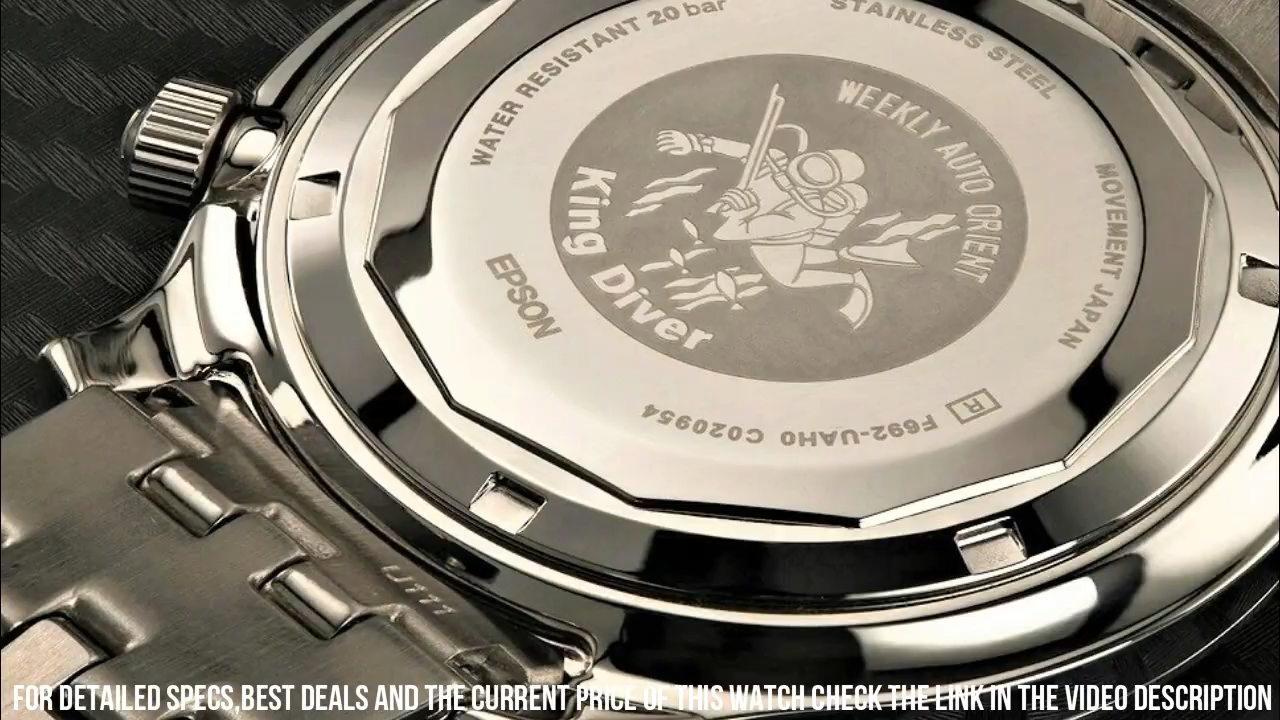 WATER RESISTANT 20 bar
STAINLESS STEEL
MOVEMENT JAPAN
WEEKLY AUTO ORIENT
King Diver
EPSON
R F692-UAH0 C020954
U111
FOR DETAILED SPECS,BEST DEALS AND THE CURRENT PRICE OF THIS WATCH CHECK THE LINK IN THE VIDEO DESCRIPTION